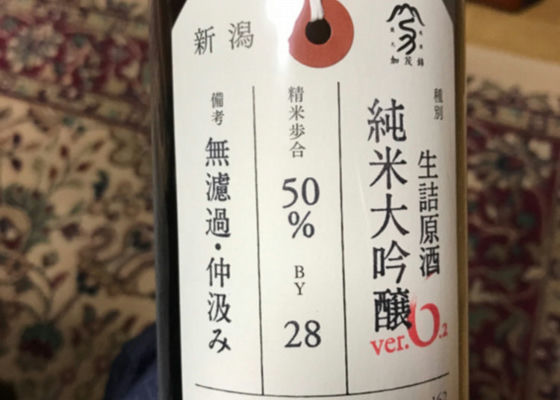 新潟
加茂錦
種別
純米大吟醸
生詰原酒
ver.6.2
精米歩合
50%
BY
28
備考
無濾過・仲汲み